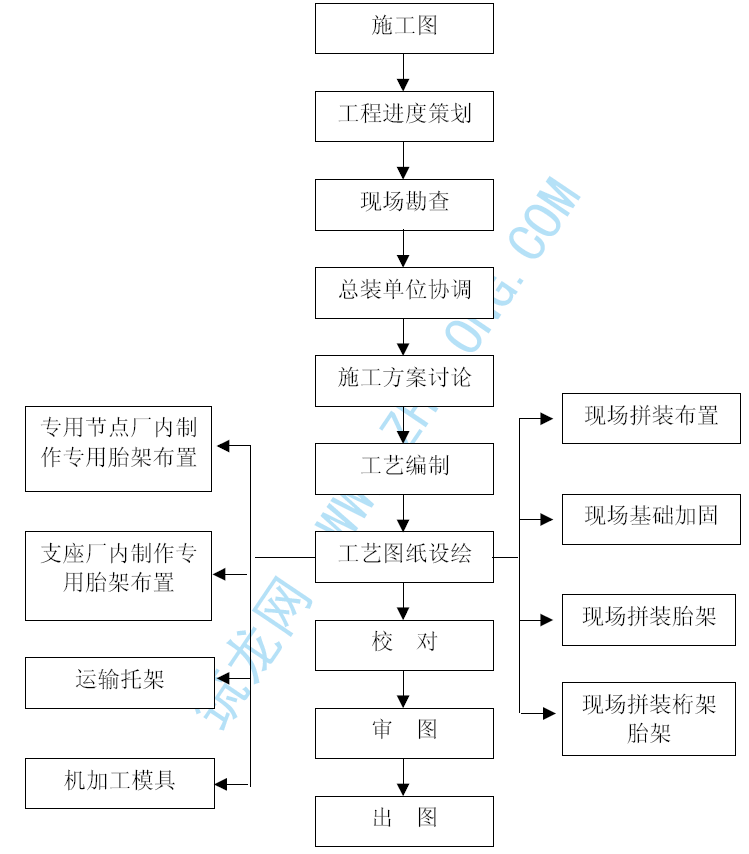 施工图
工程进度策划
现场勘查
总装单位协调
施工方案讨论
工艺编制
工艺图纸设绘
校 对
审 图
出 图
专用节点厂内制
作专用胎架布置
支座厂内制作专
用胎架布置
运输托架
机加工模具
现场拼装布置
现场基础加固
现场拼装胎架
现场拼装桁架
胎架
筑龙网